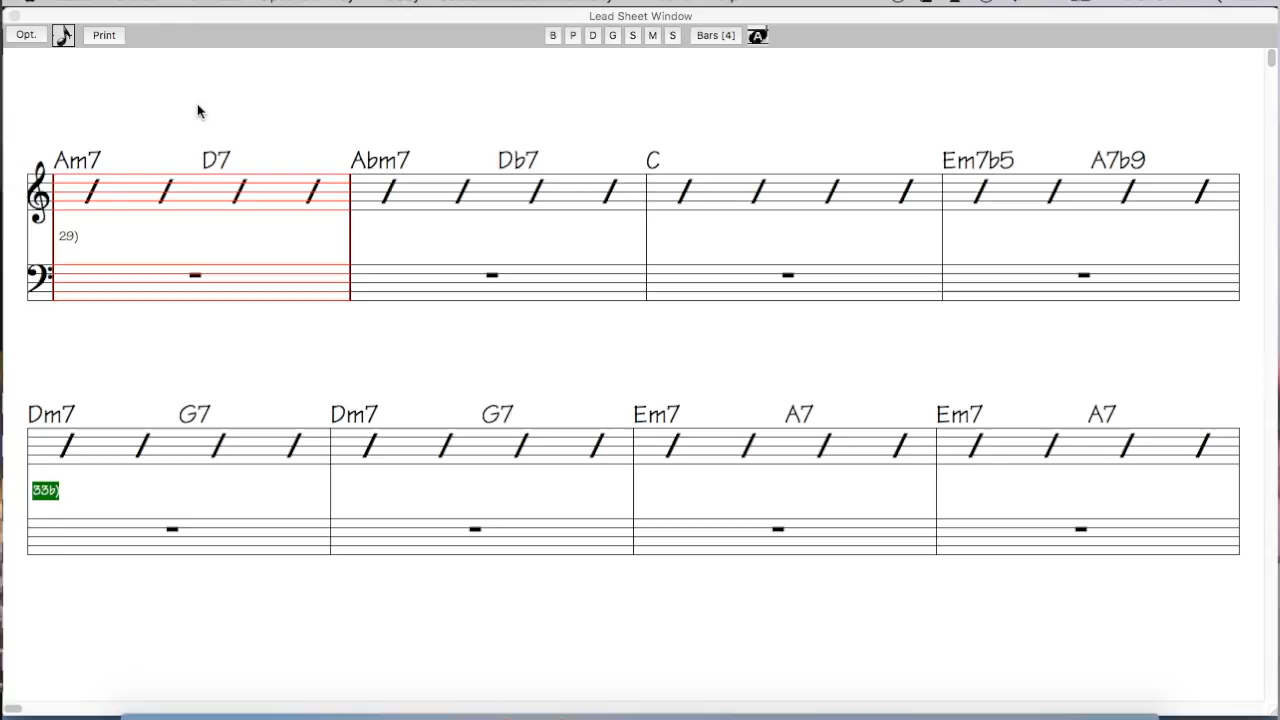 Lead Sheet Window
Opt. Print B P D G S M S Bars [4] A
Am7 D7 Abm7 Db7 C Em7b5 A7b9
29)
Dm7 G7 Dm7 G7 Em7 A7 Em7 A7
33b)